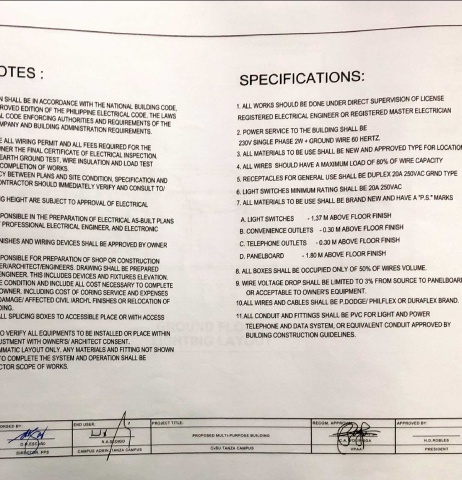 OTES :
N SHALL BE IN ACCORDANCE WITH THE NATIONAL BUILDING CODE,
ROVED EDITION OF THE PHILIPPINE ELECTRICAL CODE, THE LAWS
AL CODE ENFORCING AUTHORITIES AND REQUIREMENTS OF THE
MPANY AND BUILDING ADMINISTRATION REQUIREMENTS.
E ALL WIRING PERMIT AND ALL FEES REQUIRED FOR THE
NER THE FINAL CERTIFICATE OF ELECTRICAL INSPECTION.
EARTH GROUND TEST, WIRE INSULATION AND LOAD TEST
COMPLETION OF WORKS.
CY BETWEEN PLANS AND SITE CONDITION, SPECIFICATION AND
ONTRACTOR SHOULD IMMEDIATELY VERIFY AND CONSULT TO/
NG HEIGHT ARE SUBJECT TO APPROVAL OF ELECTRICAL
SPONSIBLE IN THE PREPARATION OF ELECTRICAL AS-BUILT PLANS
PROFESSIONAL ELECTRICAL ENGINEER, AND ELECTRONIC
NISHES AND WIRING DEVICES SHALL BE APPROVED BY OWNER
PONSIBLE FOR PREPARATION OF SHOP OR CONSTRUCTION
ER/ARCHITECT/ENGINEERS. DRAWING SHALL BE PREPARED
ENGINEER. THIS INCLUDES DEVICES AND FIXTURES ELEVATION.
E CONDITION AND INCLUDE ALL COST NECESSARY TO COMPLETE
OWNER. INCLUDING COST OF CORING SERVICE AND EXPENSES
DAMAGE/ AFFECTED CIVIL /ARCH'L FINISHES OR RELOCATION OF
DING.
ALL SPLICING BOXES TO ACCESSIBLE PLACE OR WITH ACCESS
O VERIFY ALL EQUIPMENTS TO BE INSTALLED OR PLACE WITHIN
USTMENT WITH OWNERS/ ARCHITECT CONSENT.
MMATIC LAYOUT ONLY. ANY MATERIALS AND FITTING NOT SHOWN
TO COMPLETE THE SYSTEM AND OPERATION SHALL BE
CTOR SCOPE OF WORKS.
SPECIFICATIONS:
1. ALL WORKS SHOULD BE DONE UNDER DIRECT SUPERVISION OF LICENSE
REGISTERED ELECTRICAL ENGINEER OR REGISTERED MASTER ELECTRICIAN
2. POWER SERVICE TO THE BUILDING SHALL BE
230V SINGLE PHASE 2W + GROUND WIRE 60 HERTZ.
3. ALL MATERIALS TO BE USE SHALL BE NEW AND APPROVED TYPE FOR LOCATION
4. ALL WIRES SHOULD HAVE A MAXIMUM LOAD OF 80% OF WIRE CAPACITY
5. RECEPTACLES FOR GENERAL USE SHALL BE DUPLEX 20A 250VAC GRND TYPE
6. LIGHT SWITCHES MINIMUM RATING SHALL BE 20A 250VAC
7. ALL MATERIALS TO BE USE SHALL BE BRAND NEW AND HAVE A "P.S." MARKS
A. LIGHT SWITCHES - 1.37 M ABOVE FLOOR FINISH
B. CONVENIENCE OUTLETS - 0.30 M ABOVE FLOOR FINISH
C. TELEPHONE OUTLETS - 0.30 M ABOVE FLOOR FINISH
D. PANELBOARD - 1.80 M ABOVE FLOOR FINISH
8. ALL BOXES SHALL BE OCCUPIED ONLY OF 50% OF WIRES VOLUME.
9. WIRE VOLTAGE DROP SHALL BE LIMITED TO 3% FROM SOURCE TO PANELBOARD
OR ACCEPTABLE TO OWNER'S EQUIPMENT.
10.ALL WIRES AND CABLES SHALL BE P.DODGE/ PHILFLEX OR DURAFLEX BRAND.
11.ALL CONDUIT AND FITTINGS SHALL BE PVC FOR LIGHT AND POWER
TELEPHONE AND DATA SYSTEM, OR EQUIVALENT CONDUIT APPROVED BY
BUILDING CONSTRUCTION GUIDELINES.
ORSED BY:
DIRECTOR, PPS
END USER:
CAMPUS ADMIN., TANZA CAMPUS
PROJECT TITLE:
PROPOSED MULTI-PURPOSE BUILDING
CvSU TANZA CAMPUS
RECOM. APPROVAL:
VPAA
APPROVED BY:
H.D. ROBLES
PRESIDENT